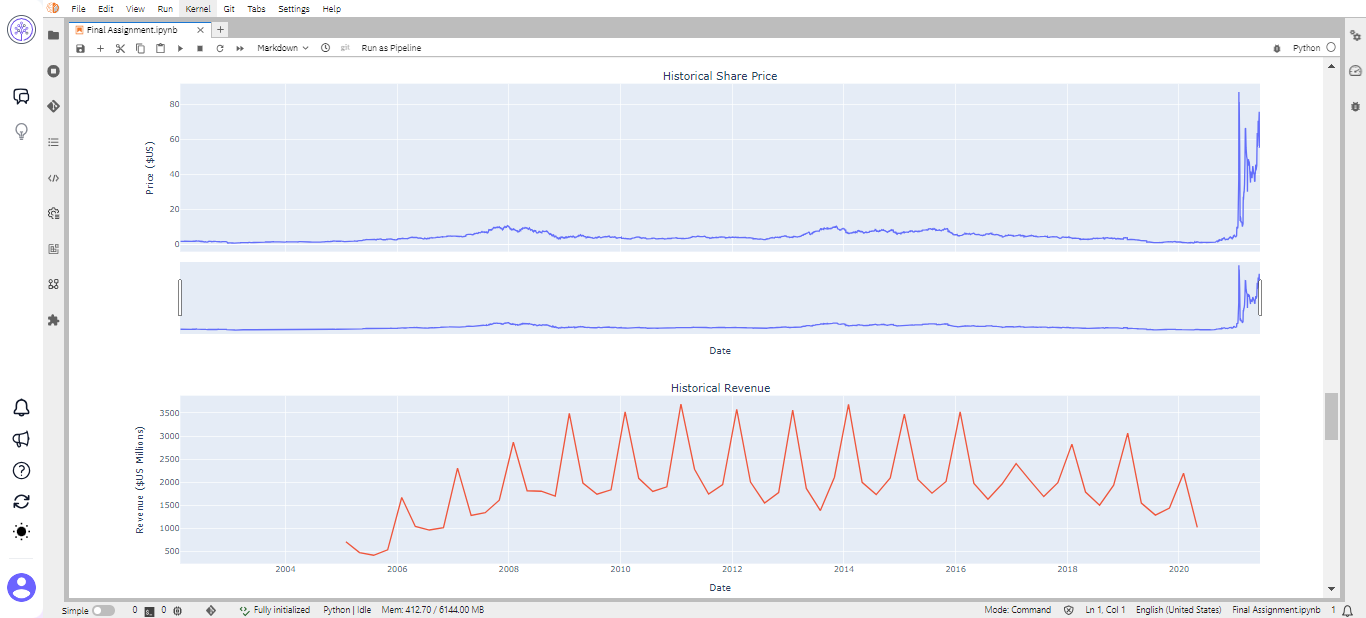 File Edit View Run Kernel Git Tabs Settings Help
Final Assignment.ipynb
Markdown git Run as Pipeline Python
Historical Share Price
80
60
40
20
0
Price ($US)
Date
Historical Revenue
3500
3000
2500
2000
1500
1000
500
Revenue ($US Millions)
2004 2006 2008 2010 2012 2014 2016 2018 2020
Date
Simple 0 0 Fully initialized Python | Idle Mem: 412.70 / 6144.00 MB Mode: Command Ln 1, Col 1 English (United States) Final Assignment.ipynb 1